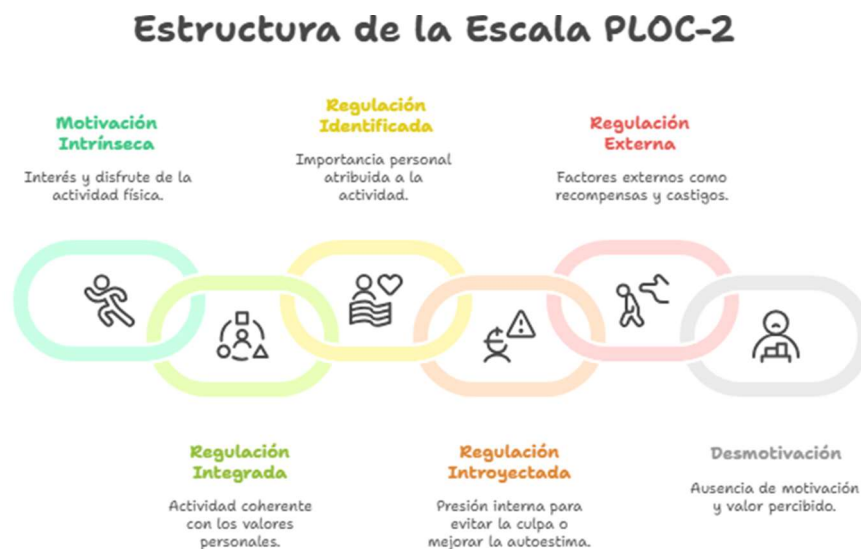 Estructura de la Escala PLOC-2
Motivación
Intrínseca
Interés y disfrute de la
actividad física.
Regulación
Identificada
Importancia personal
atribuida a la
actividad.
Regulación
Externa
Factores externos como
recompensas y castigos.
Regulación
Integrada
Actividad coherente
con los valores
personales.
Regulación
Introyectada
Presión interna para
evitar la culpa o
mejorar la autoestima.
Desmotivación
Ausencia de motivación
y valor percibido.